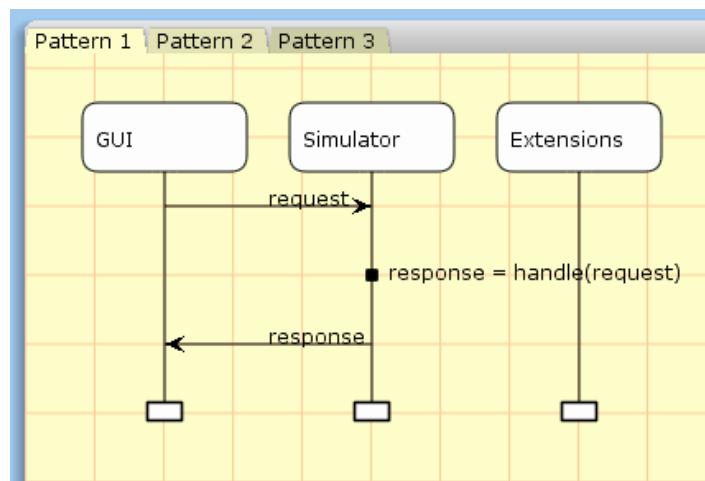 Pattern 1 Pattern 2 Pattern 3
GUI Simulator Extensions
request
response = handle(request)
response